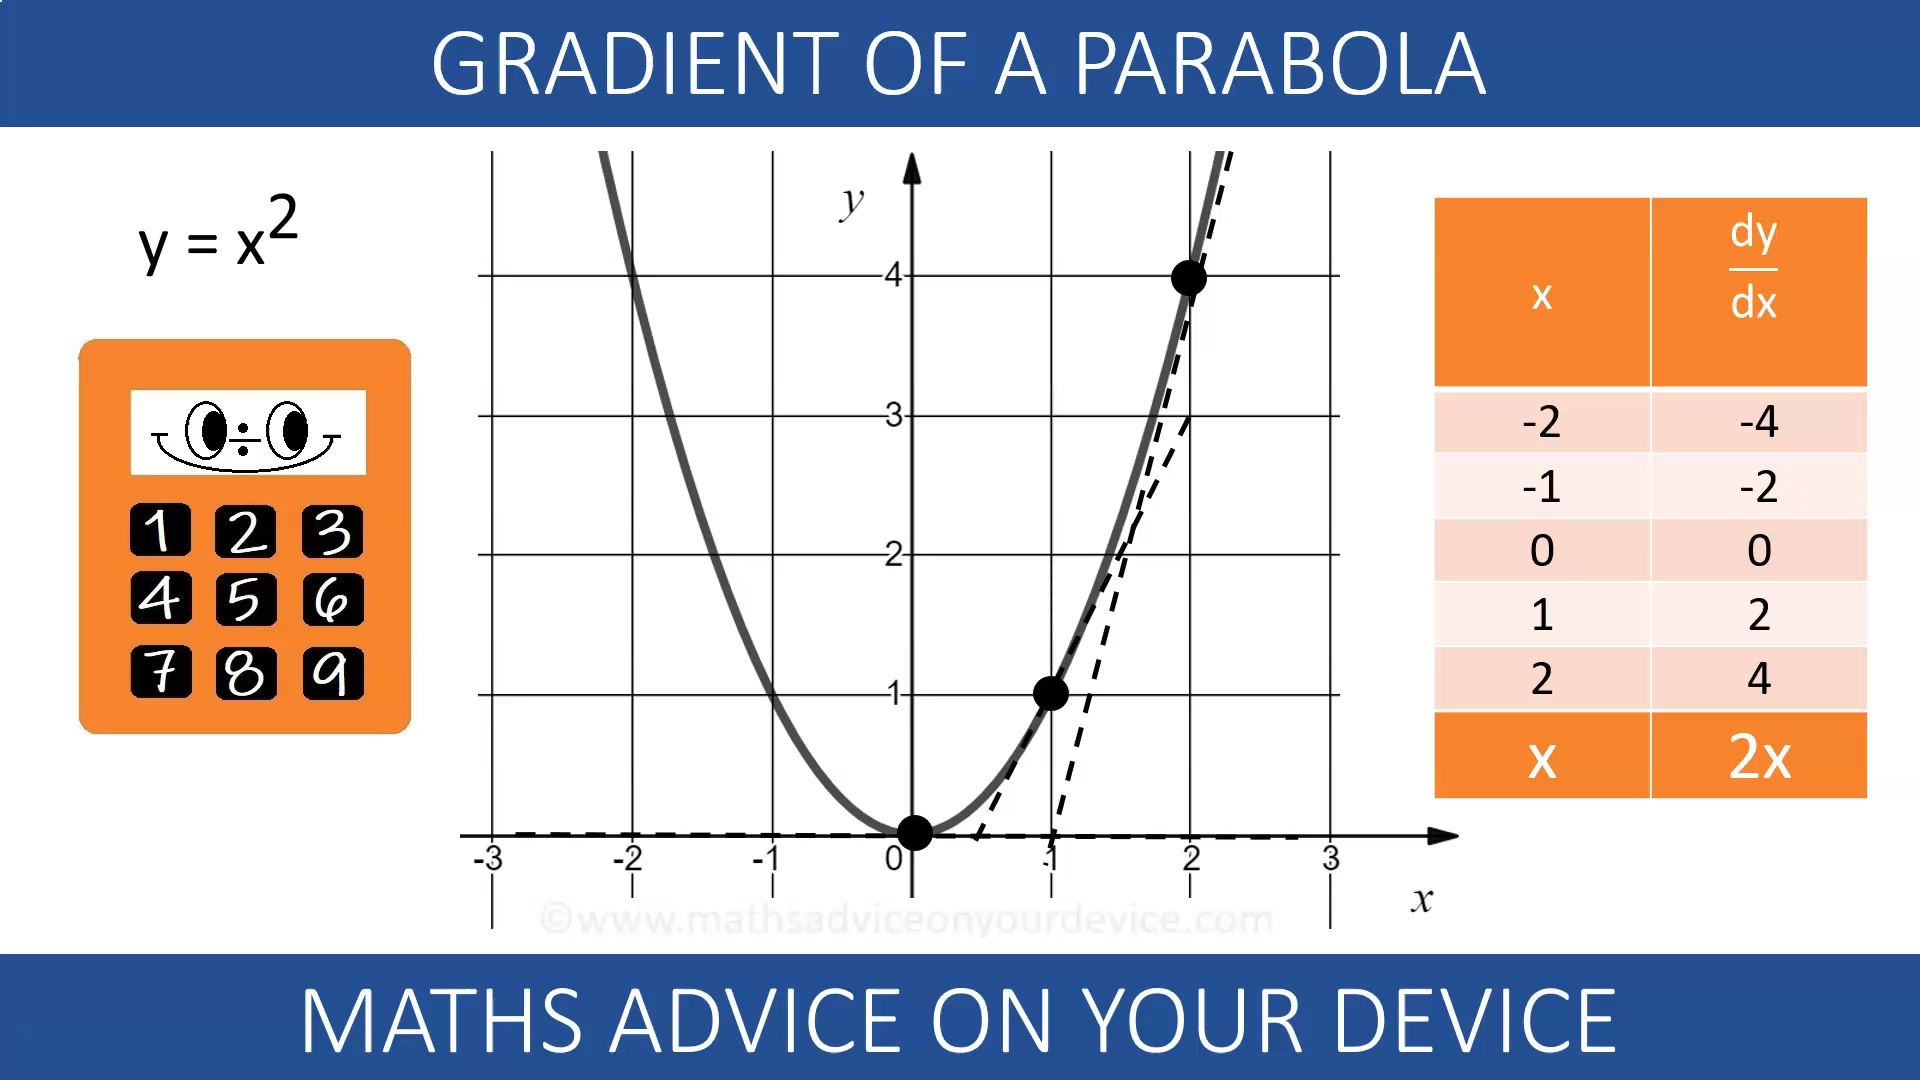 GRADIENT OF A PARABOLA
y = x²
1 2 3
4 5 6
7 8 9
y
4
3
2
1
-3 -2 -1 0 1 2 3
x
©www.mathsadviceonyourdevice.com
x dy/dx
-2 -4
-1 -2
0 0
1 2
2 4
x 2x
MATHS ADVICE ON YOUR DEVICE